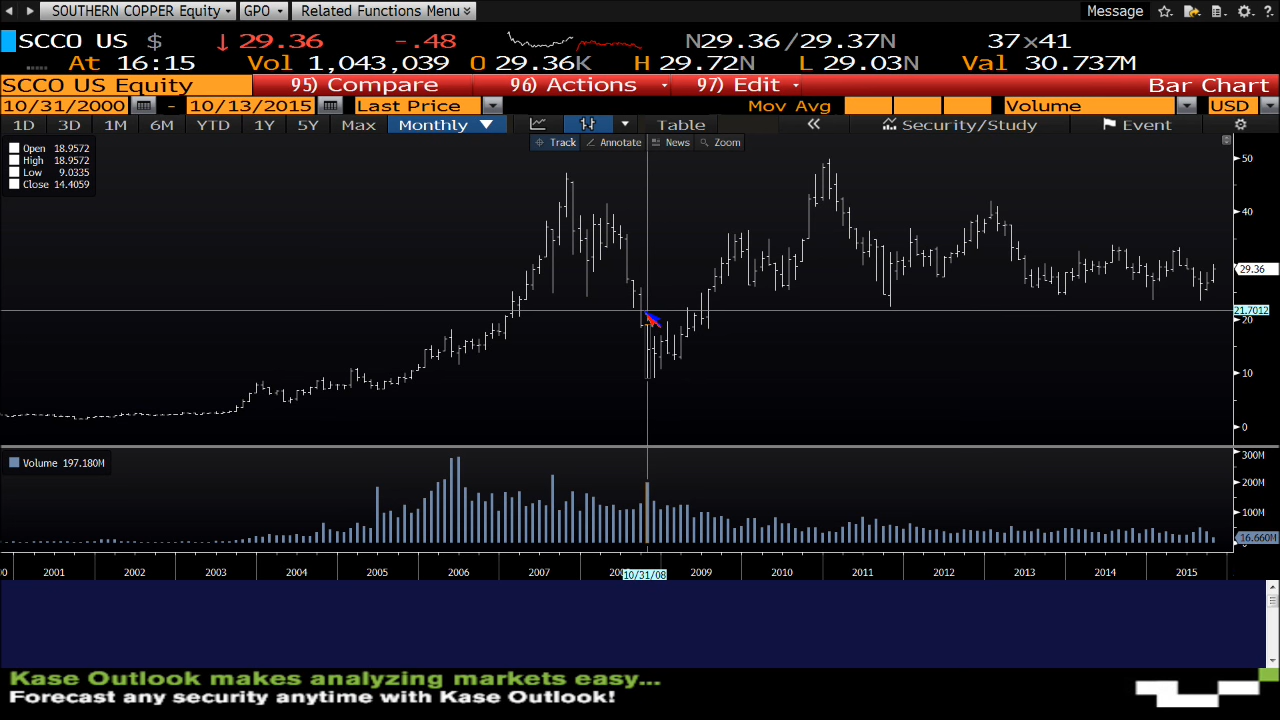 SOUTHERN COPPER Equity GPO Related Functions Menu Message
SCCO US $ ↓ 29.36 -.48 N29.36 /29.37N 37x41
At 16:15 Vol 1,043,039 O 29.36K H 29.72N L 29.03N Val 30.737M
SCCO US Equity 95) Compare 96) Actions 97) Edit Bar Chart
10/31/2000 - 10/13/2015 Last Price Mov Avg Volume USD
1D 3D 1M 6M YTD 1Y 5Y Max Monthly ▼ Table « Security/Study Event
Track Annotate News Zoom
Open 18.9572
High 18.9572
Low 9.0335
Close 14.4059
50
40
29.36
21.7012
20
10
0
Volume 197.180M
300M
200M
100M
16.660M
0
00 2001 2002 2003 2004 2005 2006 2007 200 10/31/08 2009 2010 2011 2012 2013 2014 2015
Kase Outlook makes analyzing markets easy...
Forecast any security anytime with Kase Outlook!